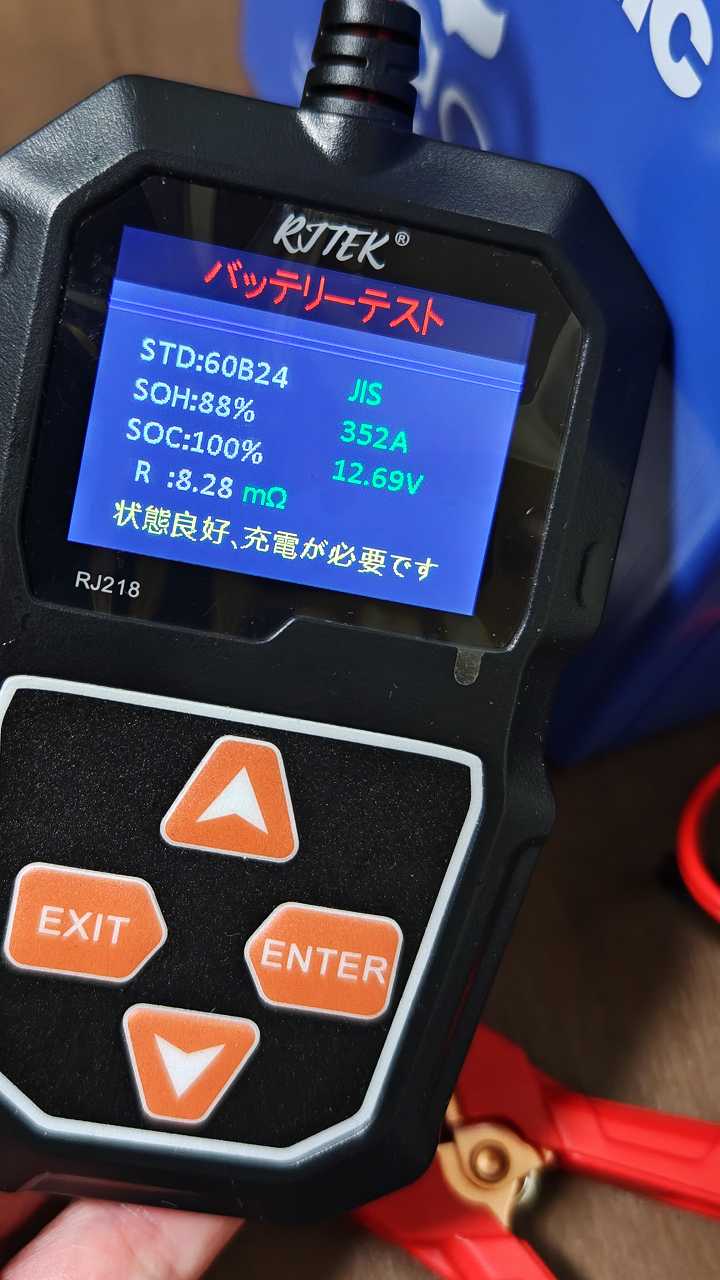 RJTEK®
バッテリーテスト
STD:60B24 JIS
SOH:88% 352A
SOC:100% 12.69V
R :8.28 mΩ
状態良好、充電が必要です
RJ218
EXIT
ENTER